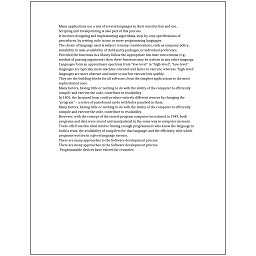 Many applications use a mix of several languages in their construction and use.
Scripting and breakpointing is also part of this process.
It involves designing and implementing algorithms, step-by-step specifications of
procedures, by writing code in one or more programming languages.
The choice of language used is subject to many considerations, such as company policy,
suitability to task, availability of third-party packages, or individual preference.
Provided the functions in a library follow the appropriate run-time conventions (e.g.,
method of passing arguments), then these functions may be written in any other language.
Languages form an approximate spectrum from "low-level" to "high-level"; "low-level"
languages are typically more machine-oriented and faster to execute, whereas "high-level"
languages are more abstract and easier to use but execute less quickly.
They are the building blocks for all software, from the simplest applications to the most
sophisticated ones.
Many factors, having little or nothing to do with the ability of the computer to efficiently
compile and execute the code, contribute to readability.
In 1801, the Jacquard loom could produce entirely different weaves by changing the
"program" – a series of pasteboard cards with holes punched in them.
Many factors, having little or nothing to do with the ability of the computer to efficiently
compile and execute the code, contribute to readability.
However, with the concept of the stored-program computer introduced in 1949, both
programs and data were stored and manipulated in the same way in computer memory.
Trade-offs from this ideal involve finding enough programmers who know the language to
build a team, the availability of compilers for that language, and the efficiency with which
programs written in a given language execute.
There are many approaches to the Software development process.
There are many approaches to the Software development process.
Programmable devices have existed for centuries.